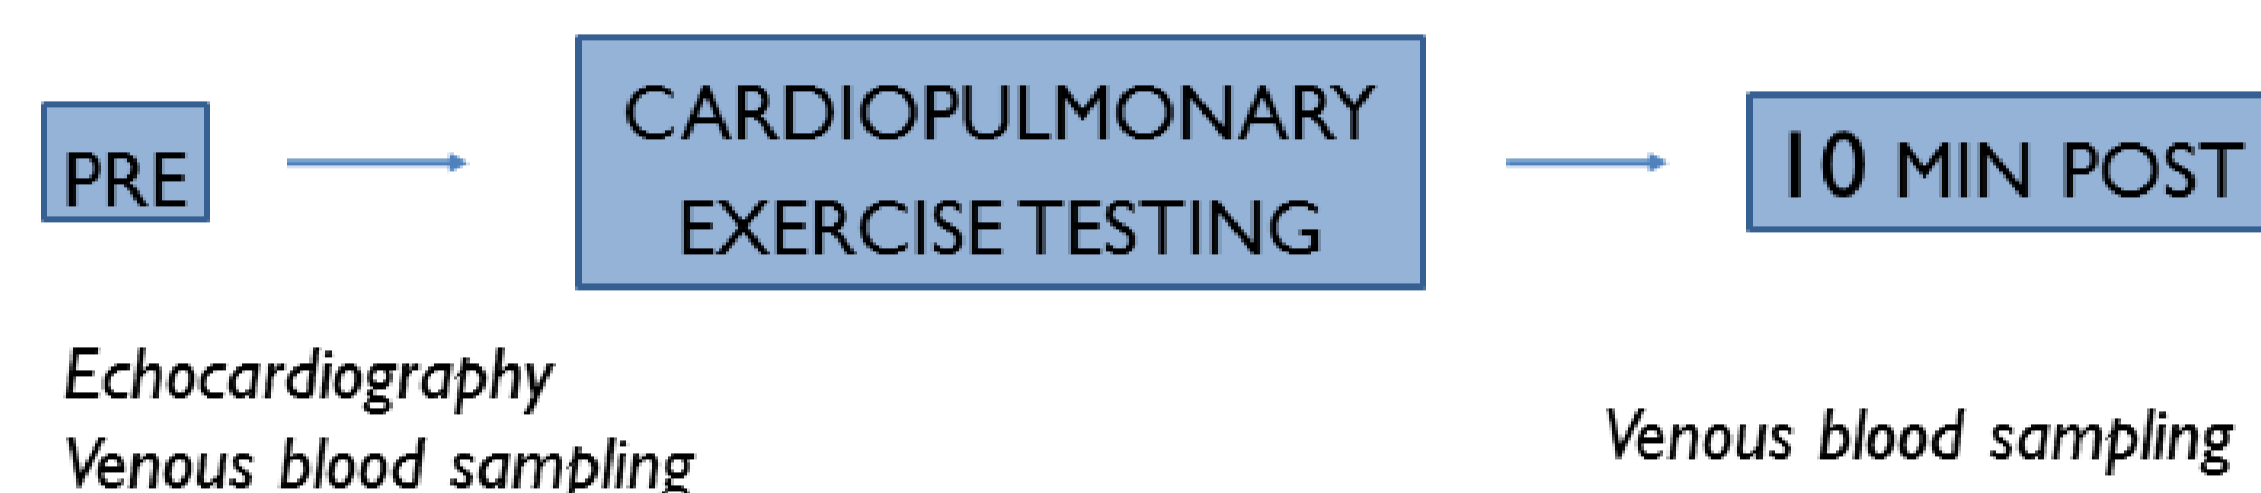 PRE
CARDIOPULMONARY
EXERCISE TESTING
10 MIN POST
Echocardiography
Venous blood sampling
Venous blood sampling